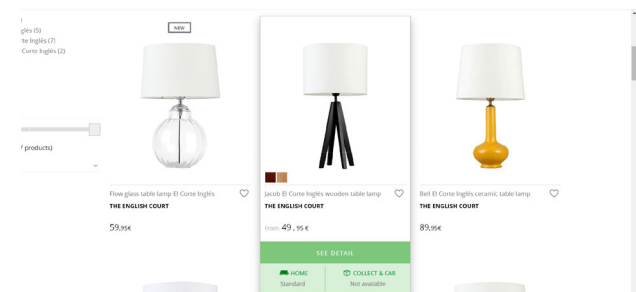 NEW
glés (5)
rte Inglés (7)
Corte Inglés (2)
products)
Flow glass table lamp El Corte Inglés
THE ENGLISH COURT
59,95€
Jacob El Corte Inglés wooden table lamp
THE ENGLISH COURT
From 49 , 95 €
SEE DETAIL
HOME
Standard
COLLECT & CAR
Not available
Bell El Corte Inglés ceramic table lamp
THE ENGLISH COURT
89,95€